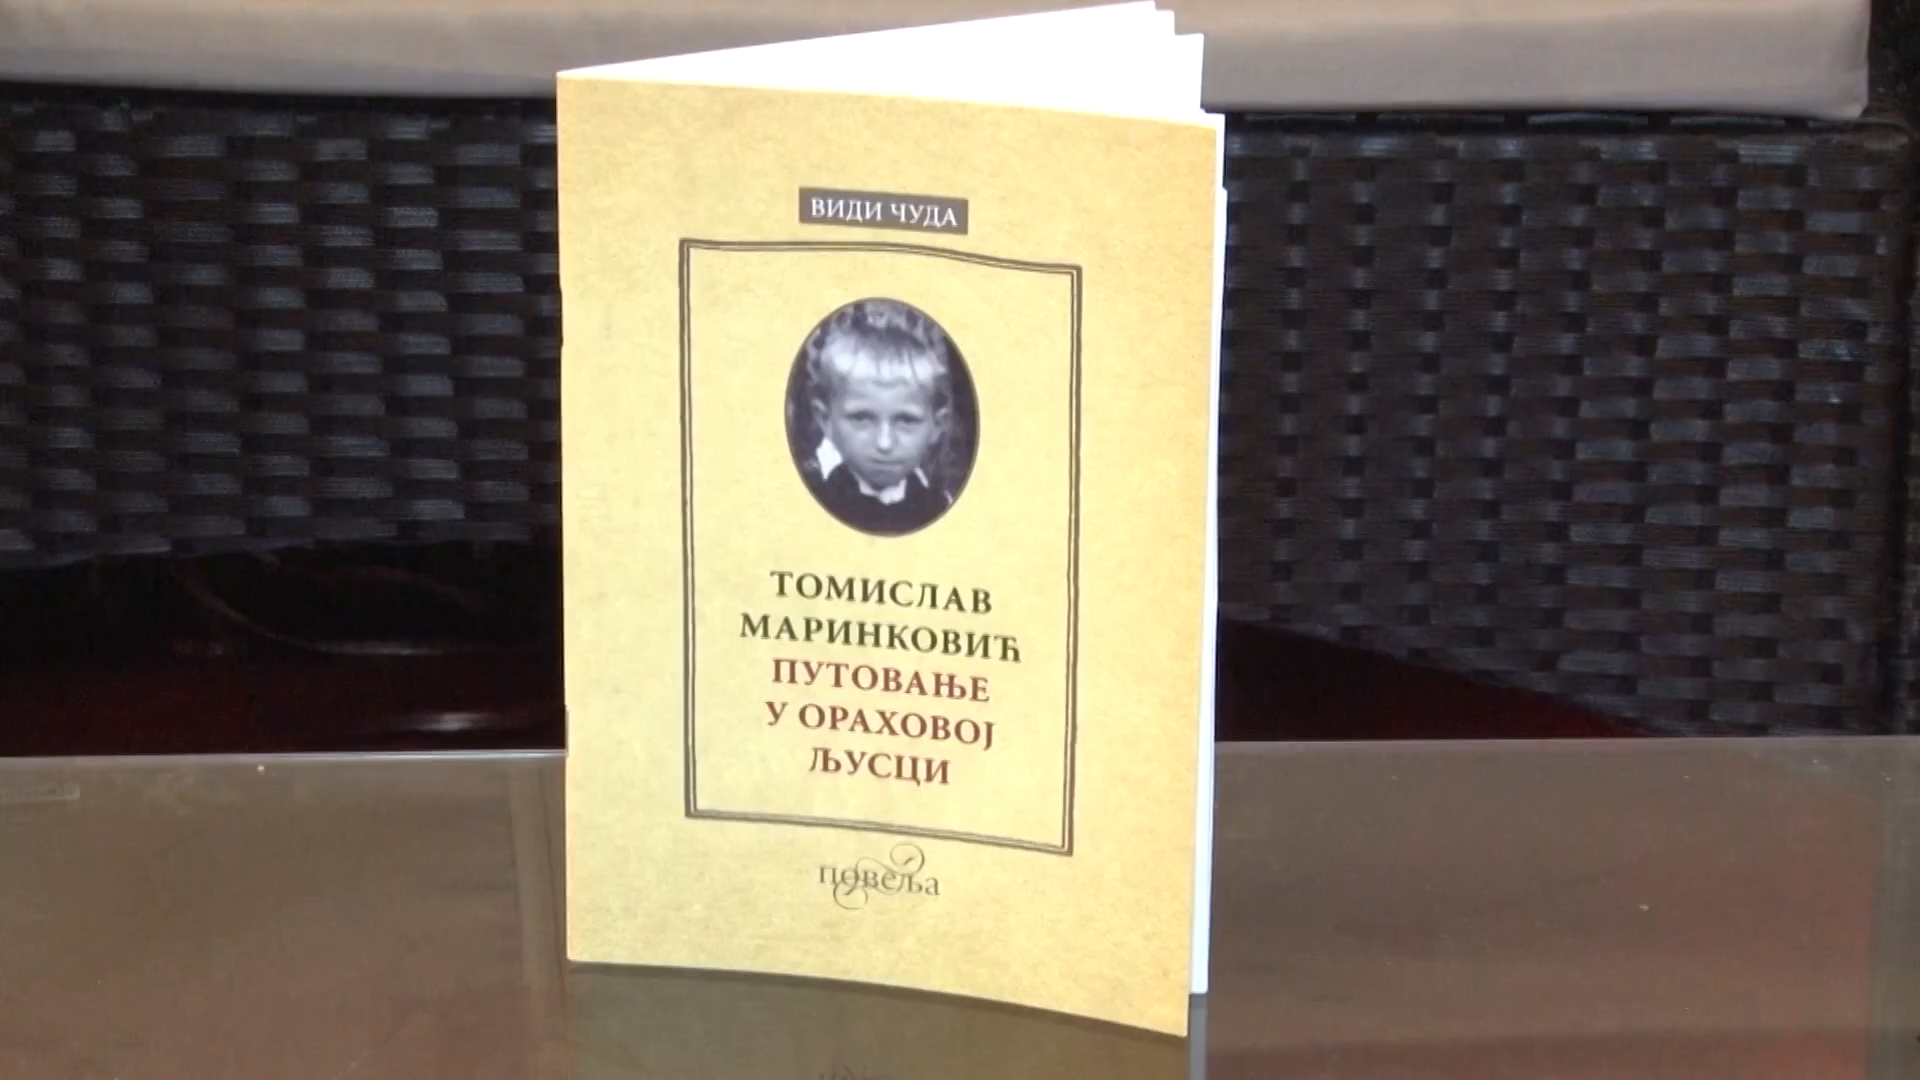 ВИДИ ЧУДА
ТОМИСЛАВ
МАРИНКОВИЋ
ПУТОВАЊЕ
У ОРАХОВОЈ
ЉУСЦИ
повеља